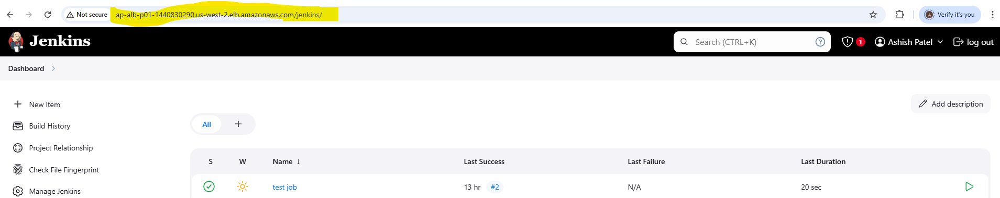 Not secure ap-alb-p01-1440830290.us-west-2.elb.amazonaws.com/jenkins/ A Verify it's you
Jenkins Search (CTRL+K) ? 1 Ashish Patel log out
Dashboard
New Item Add description
All +
Build History
Project Relationship
S W Name ↓ Last Success Last Failure Last Duration
Check File Fingerprint
test job 13 hr #2 N/A 20 sec
Manage Jenkins